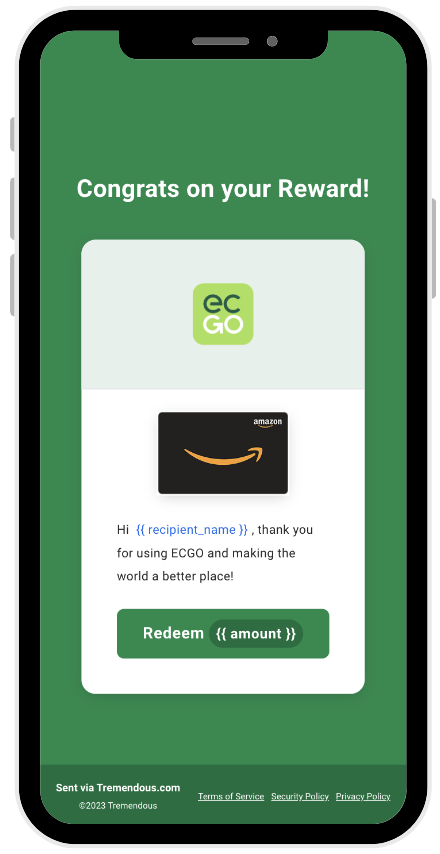 Congrats on your Reward!
ec
GO
amazon
Hi {{ recipient_name }} , thank you
for using ECGO and making the
world a better place!
Redeem {{ amount }}
Sent via Tremendous.com
©2023 Tremendous
Terms of Service Security Policy Privacy Policy